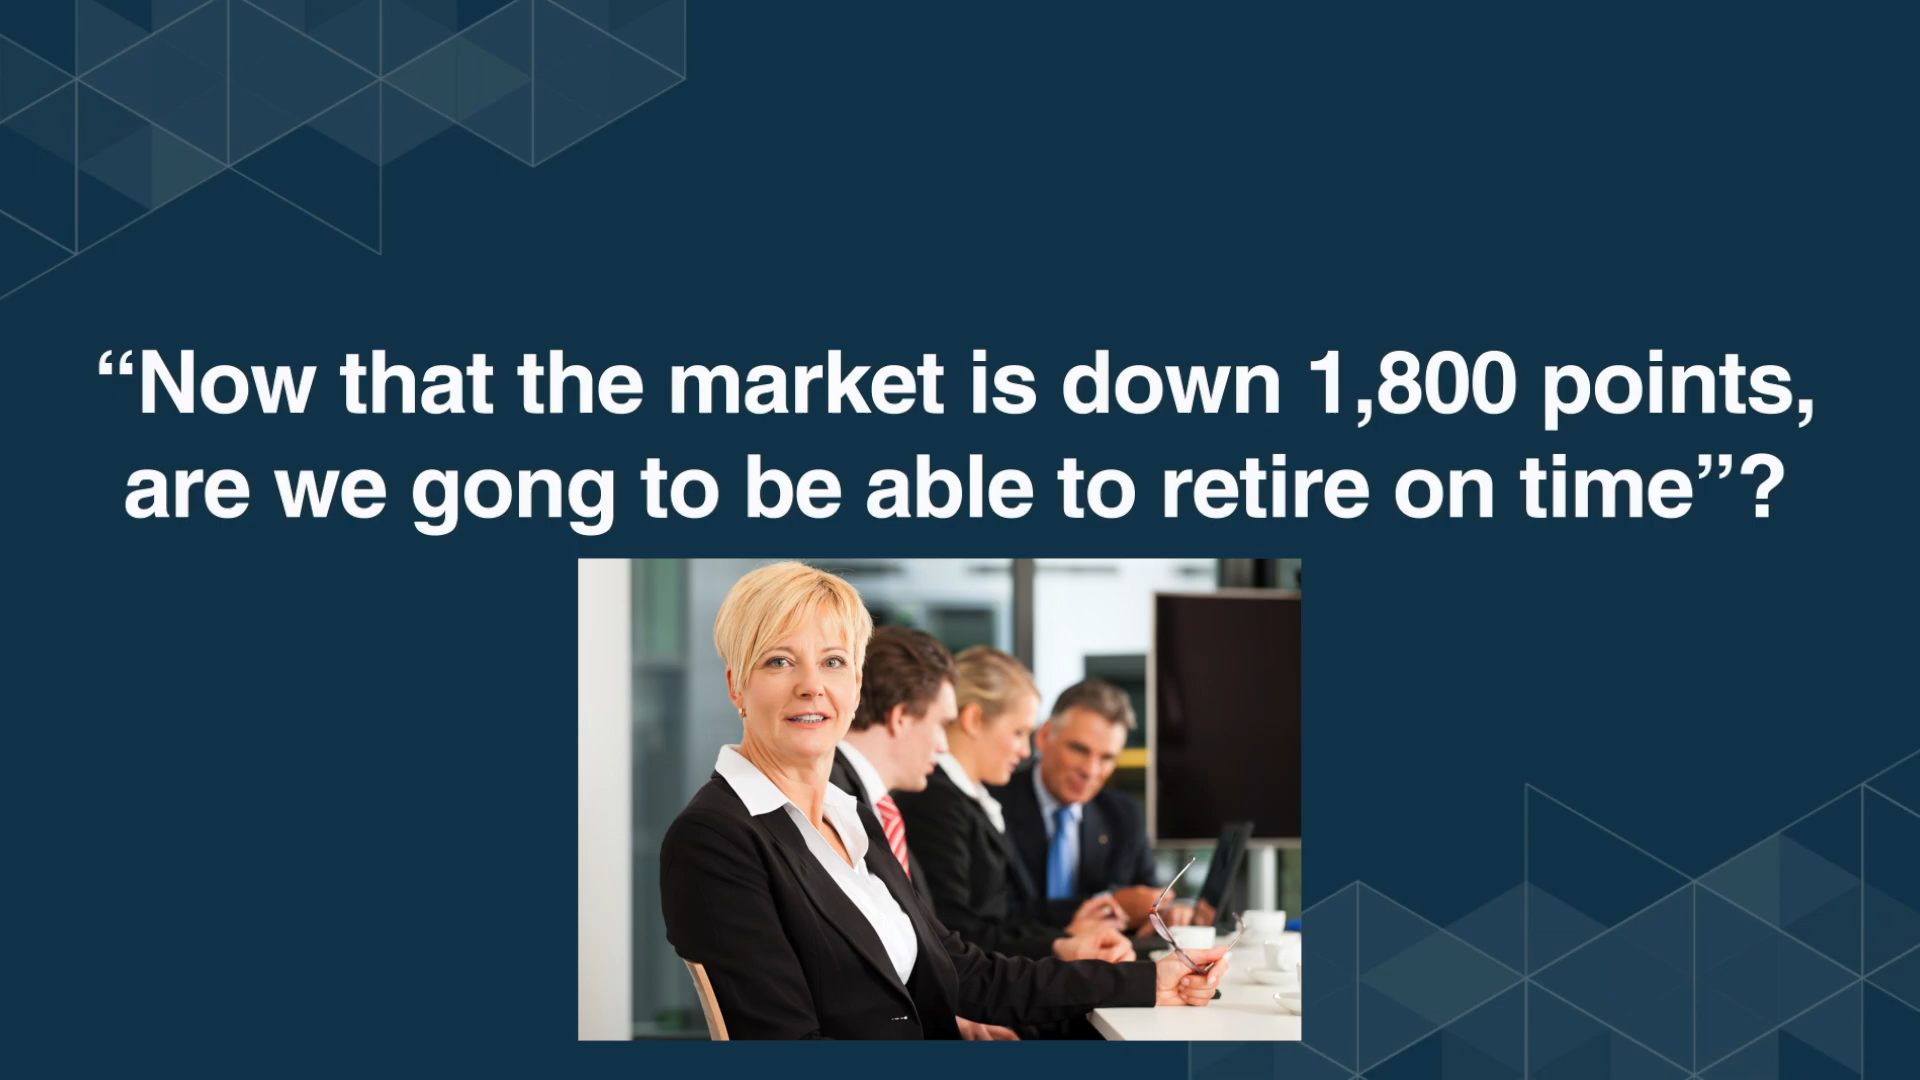 “Now that the market is down 1,800 points,
are we gong to be able to retire on time”?